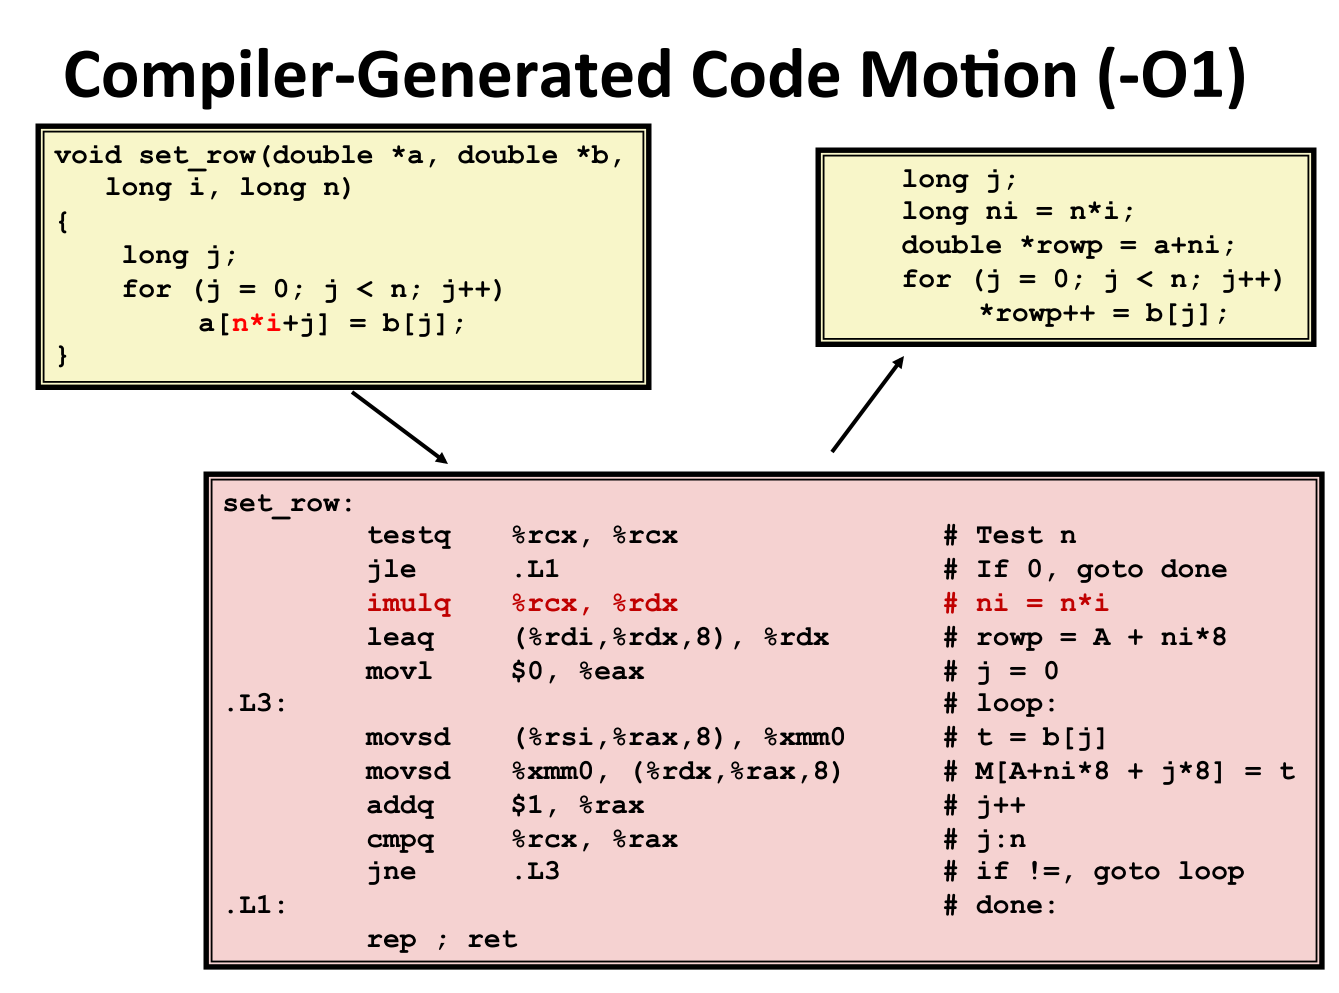 Compiler-Generated Code Motion (-O1)
void set_row(double *a, double *b,
   long i, long n)
{
    long j;
    for (j = 0; j < n; j++)
        a[n*i+j] = b[j];
}
    long j;
    long ni = n*i;
    double *rowp = a+ni;
    for (j = 0; j < n; j++)
        *rowp++ = b[j];
set_row:
        testq   %rcx, %rcx              # Test n
        jle     .L1                     # If 0, goto done
        imulq   %rcx, %rdx              # ni = n*i
        leaq    (%rdi,%rdx,8), %rdx     # rowp = A + ni*8
        movl    $0, %eax                # j = 0
.L3:                                    # loop:
        movsd   (%rsi,%rax,8), %xmm0    # t = b[j]
        movsd   %xmm0, (%rdx,%rax,8)    # M[A+ni*8 + j*8] = t
        addq    $1, %rax                # j++
        cmpq    %rcx, %rax              # j:n
        jne     .L3                     # if !=, goto loop
.L1:                                    # done:
        rep ; ret